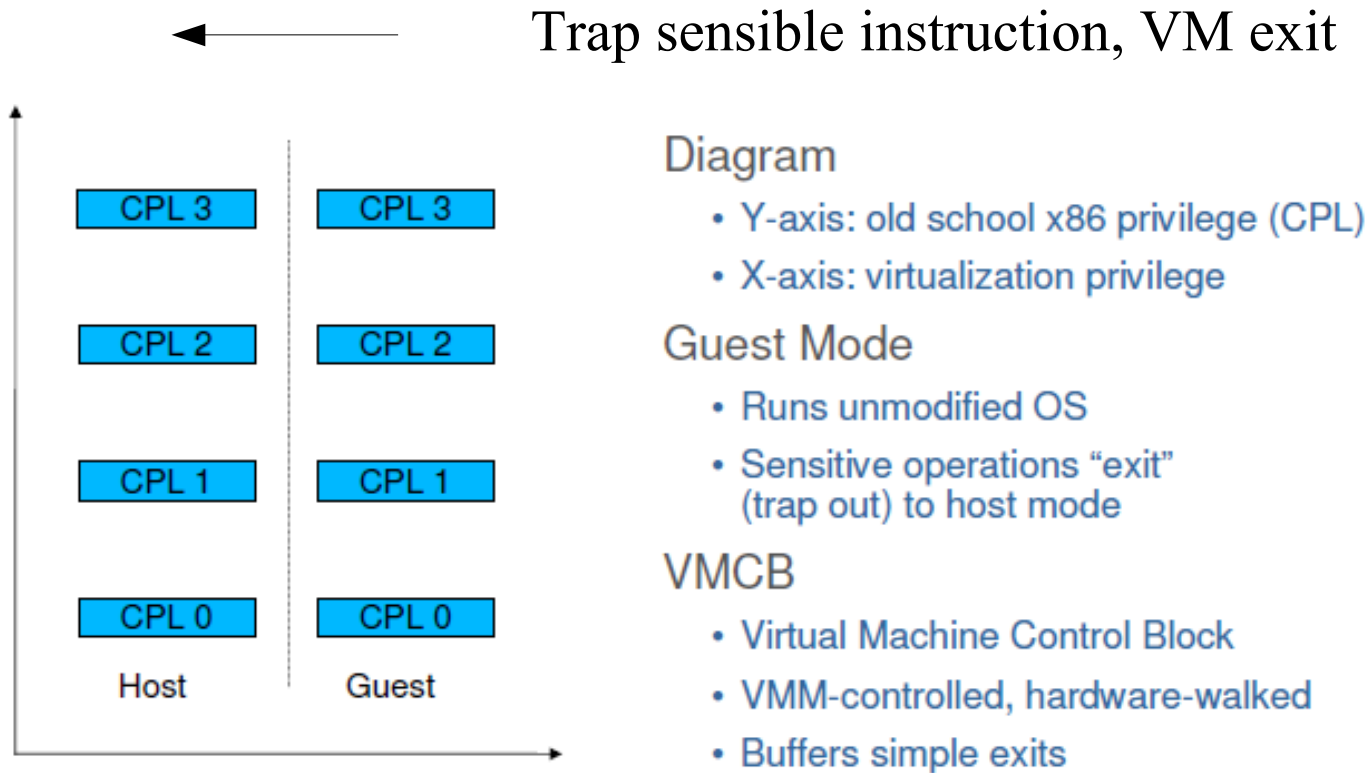 Trap sensible instruction, VM exit
CPL 3
CPL 3
CPL 2
CPL 2
CPL 1
CPL 1
CPL 0
CPL 0
Host
Guest
Diagram
• Y-axis: old school x86 privilege (CPL)
• X-axis: virtualization privilege
Guest Mode
• Runs unmodified OS
• Sensitive operations “exit”
(trap out) to host mode
VMCB
• Virtual Machine Control Block
• VMM-controlled, hardware-walked
• Buffers simple exits